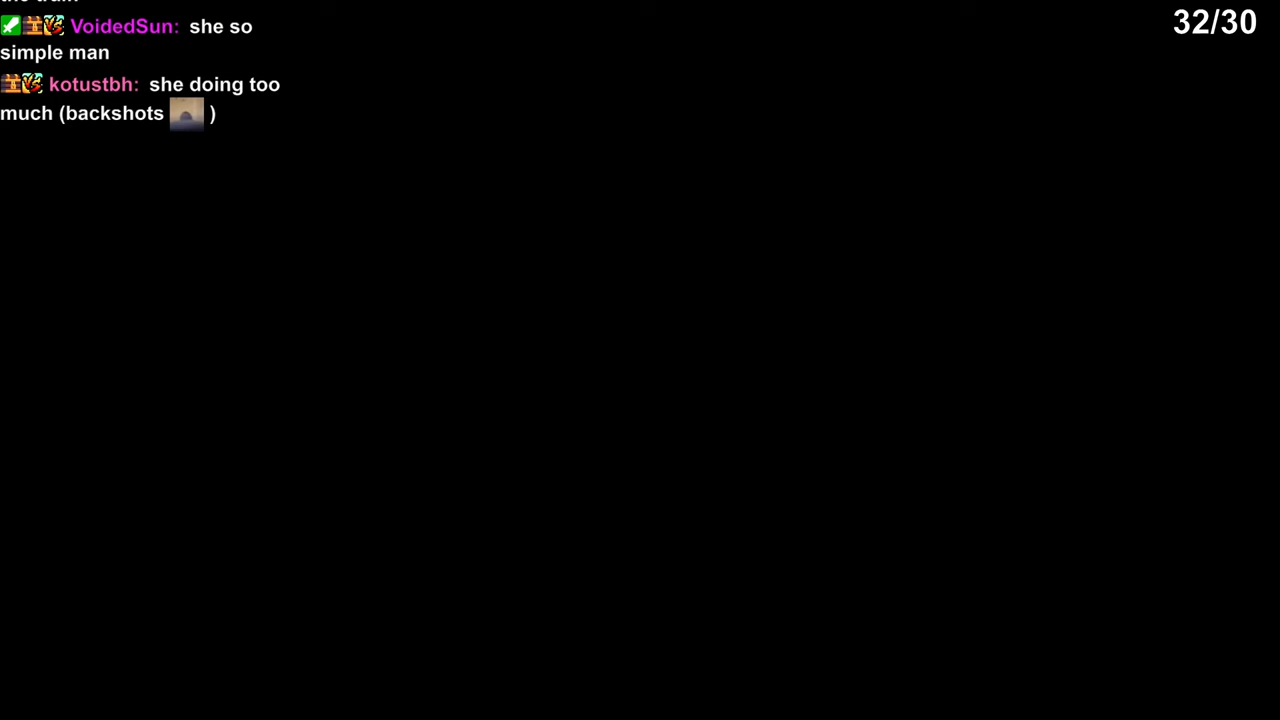 VoidedSun: she so
simple man
kotustbh: she doing too
much (backshots )
32/30